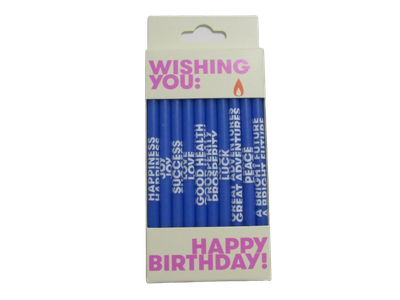 WISHING
YOU:
HAPPINESS
JOY
SUCCESS
LOVE
GOOD HEALTH
PROSPERITY
LUCK
GREAT ADVENTURES
PEACE
A BRIGHT FUTURE
HAPPY
BIRTHDAY!